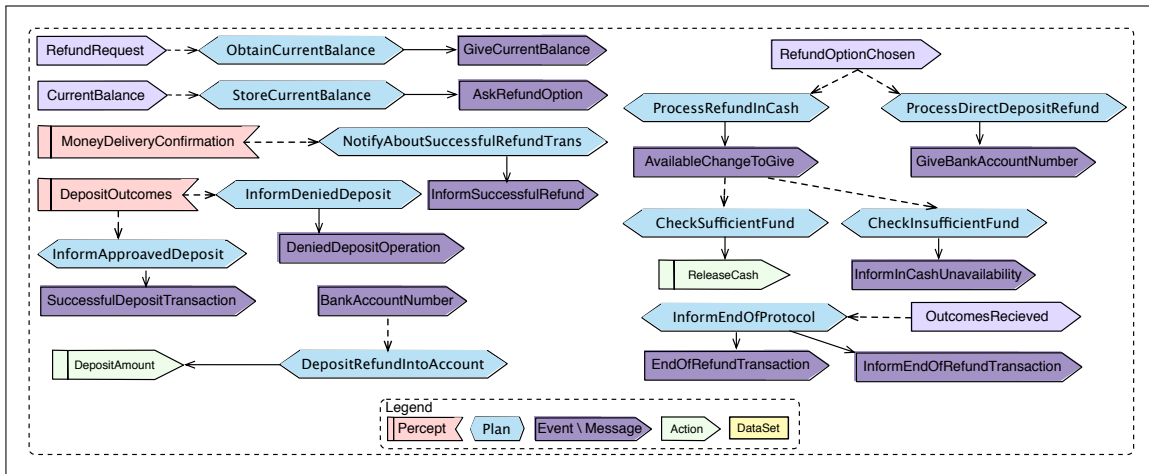 RefundRequest
ObtainCurrentBalance
GiveCurrentBalance
RefundOptionChosen
CurrentBalance
StoreCurrentBalance
AskRefundOption
ProcessRefundInCash
ProcessDirectDepositRefund
MoneyDeliveryConfirmation
NotifyAboutSuccessfulRefundTrans
AvailableChangeToGive
GiveBankAccountNumber
DepositOutcomes
InformDeniedDeposit
InformSuccessfulRefund
CheckSufficientFund
CheckInsufficientFund
InformApproavedDeposit
DeniedDepositOperation
ReleaseCash
InformInCashUnavailability
SuccessfulDepositTransaction
BankAccountNumber
InformEndOfProtocol
OutcomesRecieved
DepositAmount
DepositRefundIntoAccount
EndOfRefundTransaction
InformEndOfRefundTransaction
Legend
Percept
Plan
Event \ Message
Action
DataSet